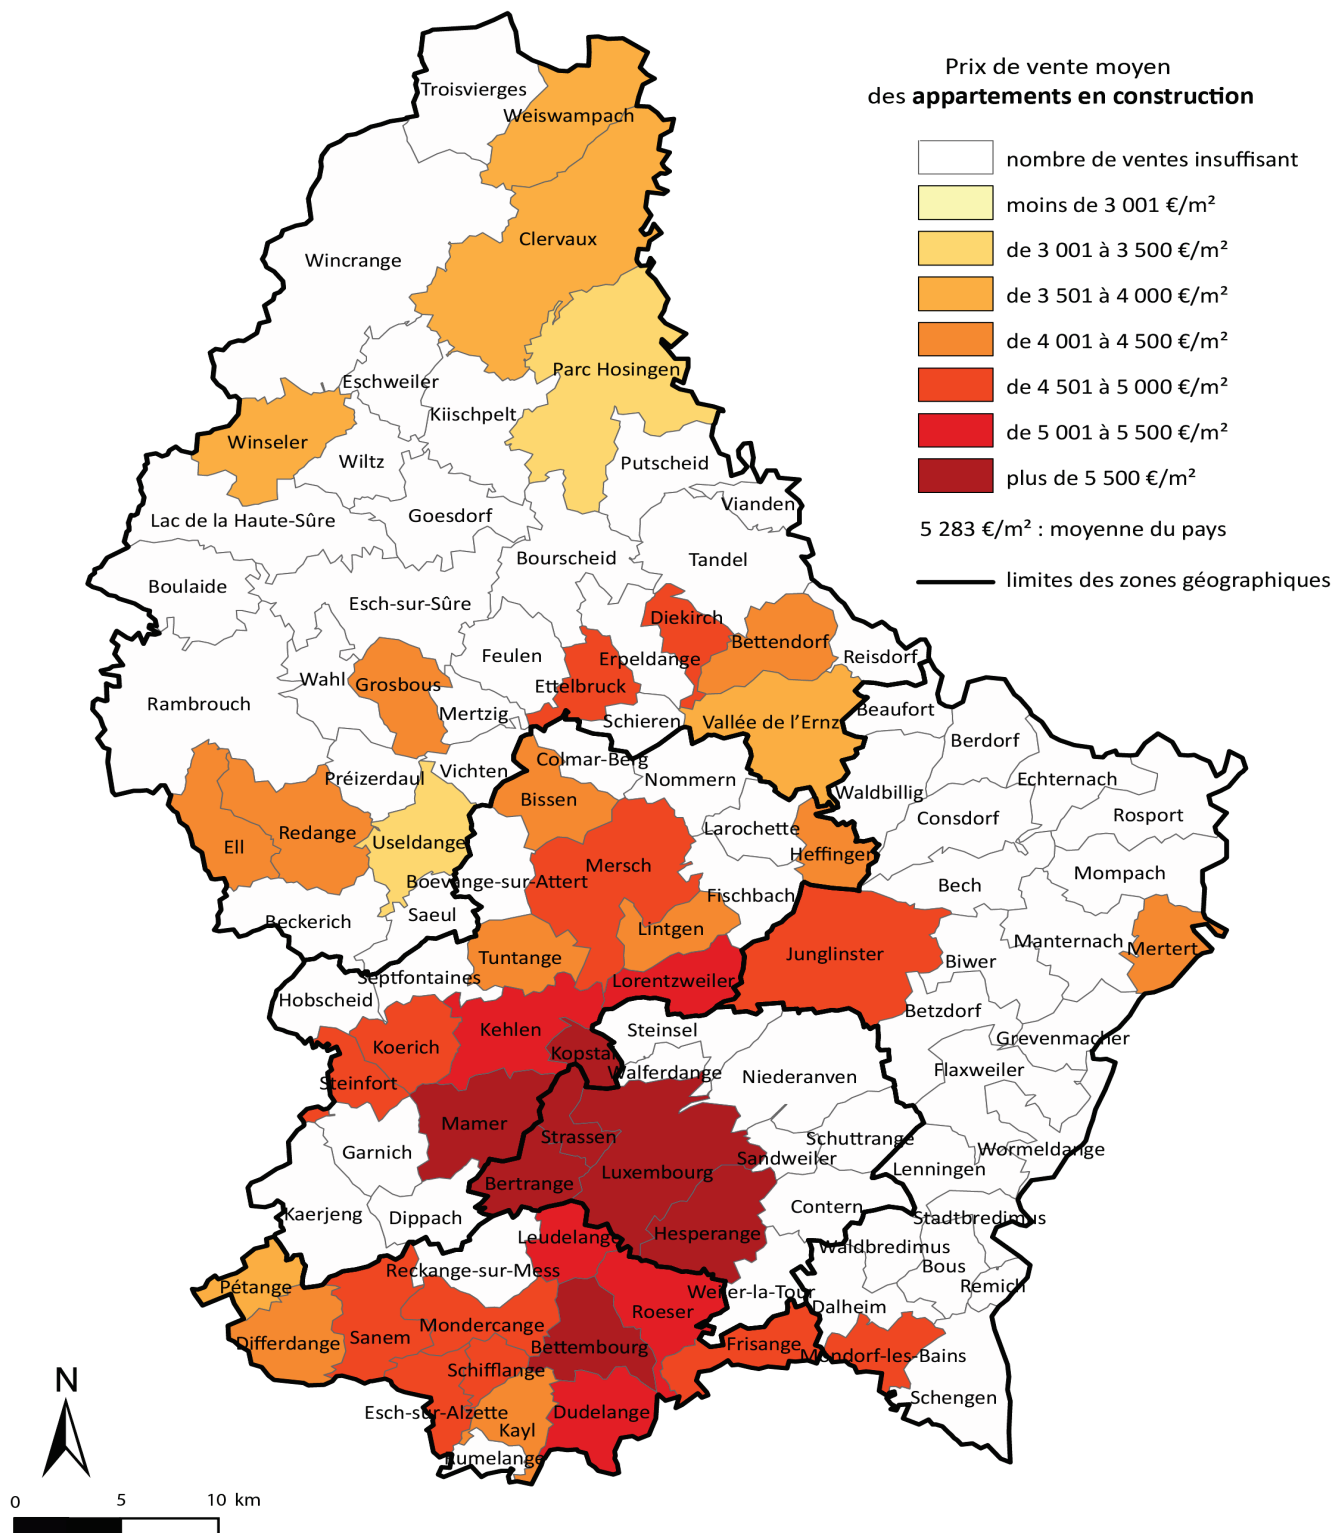 Prix de vente moyen
des appartements en construction
nombre de ventes insuffisant
moins de 3 001 €/m²
de 3 001 à 3 500 €/m²
de 3 501 à 4 000 €/m²
de 4 001 à 4 500 €/m²
de 4 501 à 5 000 €/m²
de 5 001 à 5 500 €/m²
plus de 5 500 €/m²
5 283 €/m² : moyenne du pays
limites des zones géographiques
Troisvierges
Weiswampach
Clervaux
Wincrange
Parc Hosingen
Eschweiler
Kiischpelt
Winseler
Wiltz
Putscheid
Vianden
Lac de la Haute-Sûre
Goesdorf
Bourscheid
Tandel
Boulaide
Esch-sur-Sûre
Diekirch
Bettendorf
Feulen
Erpeldange
Reisdorf
Wahl
Grosbous
Ettelbruck
Rambrouch
Mertzig
Schieren
Vallée de l'Ernz
Beaufort
Berdorf
Colmar-Berg
Préizerdaul
Vichten
Nommern
Echternach
Bissen
Waldbillig
Rosport
Consdorf
Larochette
Redange
Useldange
Ell
Heffingen
Mersch
Mompach
Boevange-sur-Attert
Bech
Fischbach
Saeul
Beckerich
Lintgen
Manternach
Mertert
Junglinster
Tuntange
Biwer
Septfontaines
Lorentzweiler
Hobscheid
Betzdorf
Kehlen
Steinsel
Grevenmacher
Koerich
Kopstal
Walferdange
Flaxweiler
Niederanven
Steinfort
Mamer
Strassen
Schuttrange
Garnich
Wormeldange
Sandweiler
Luxembourg
Lenningen
Bertrange
Contern
Kaerjeng
Dippach
Stadtbredimus
Hesperange
Leudelange
Waldbredimus
Bous
Reckange-sur-Mess
Pétange
Remich
Weiler-la-Tour
Dalheim
Roeser
Mondercange
Sanem
Differdange
Bettembourg
Frisange
Mondorf-les-Bains
Schifflange
Schengen
Esch-sur-Alzette
Dudelange
Kayl
Rumelange
N
0 5 10 km